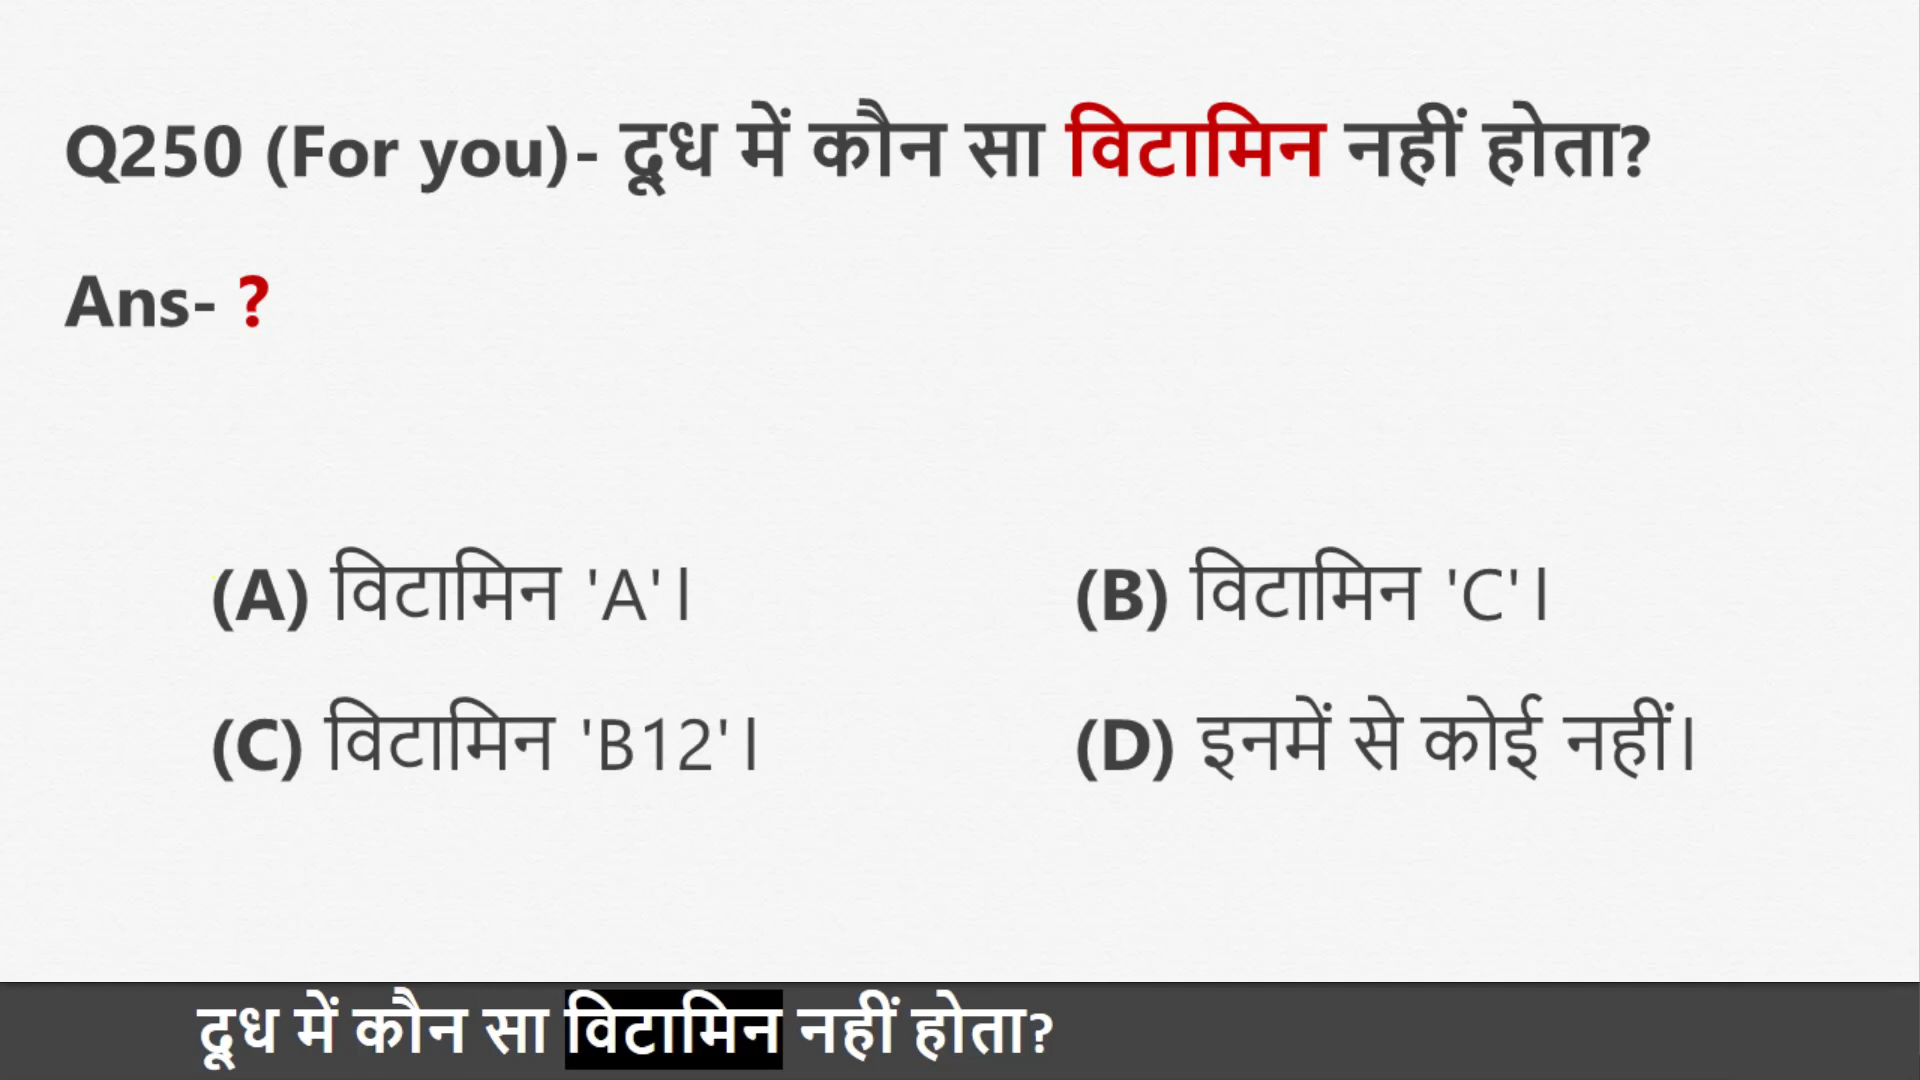 Q250 (For you)- दूध में कौन सा विटामिन नहीं होता?
Ans- ?
(A) विटामिन 'A'।
(B) विटामिन 'C'।
(C) विटामिन 'B12'।
(D) इनमें से कोई नहीं।
दूध में कौन सा विटामिन नहीं होता?